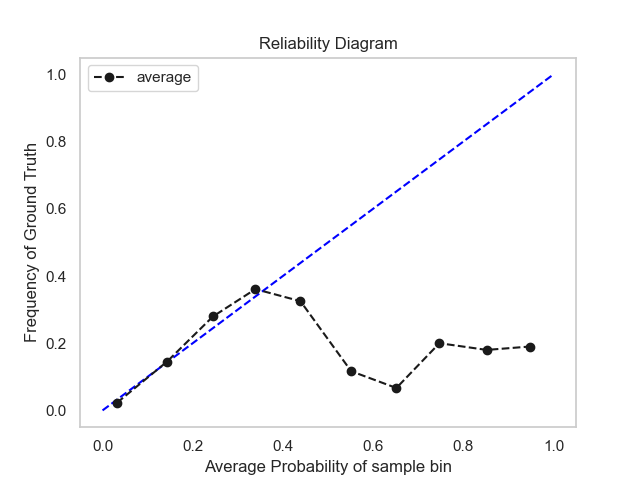 Reliability Diagram
average
Frequency of Ground Truth
1.0
0.8
0.6
0.4
0.2
0.0
0.0 0.2 0.4 0.6 0.8 1.0
Average Probability of sample bin